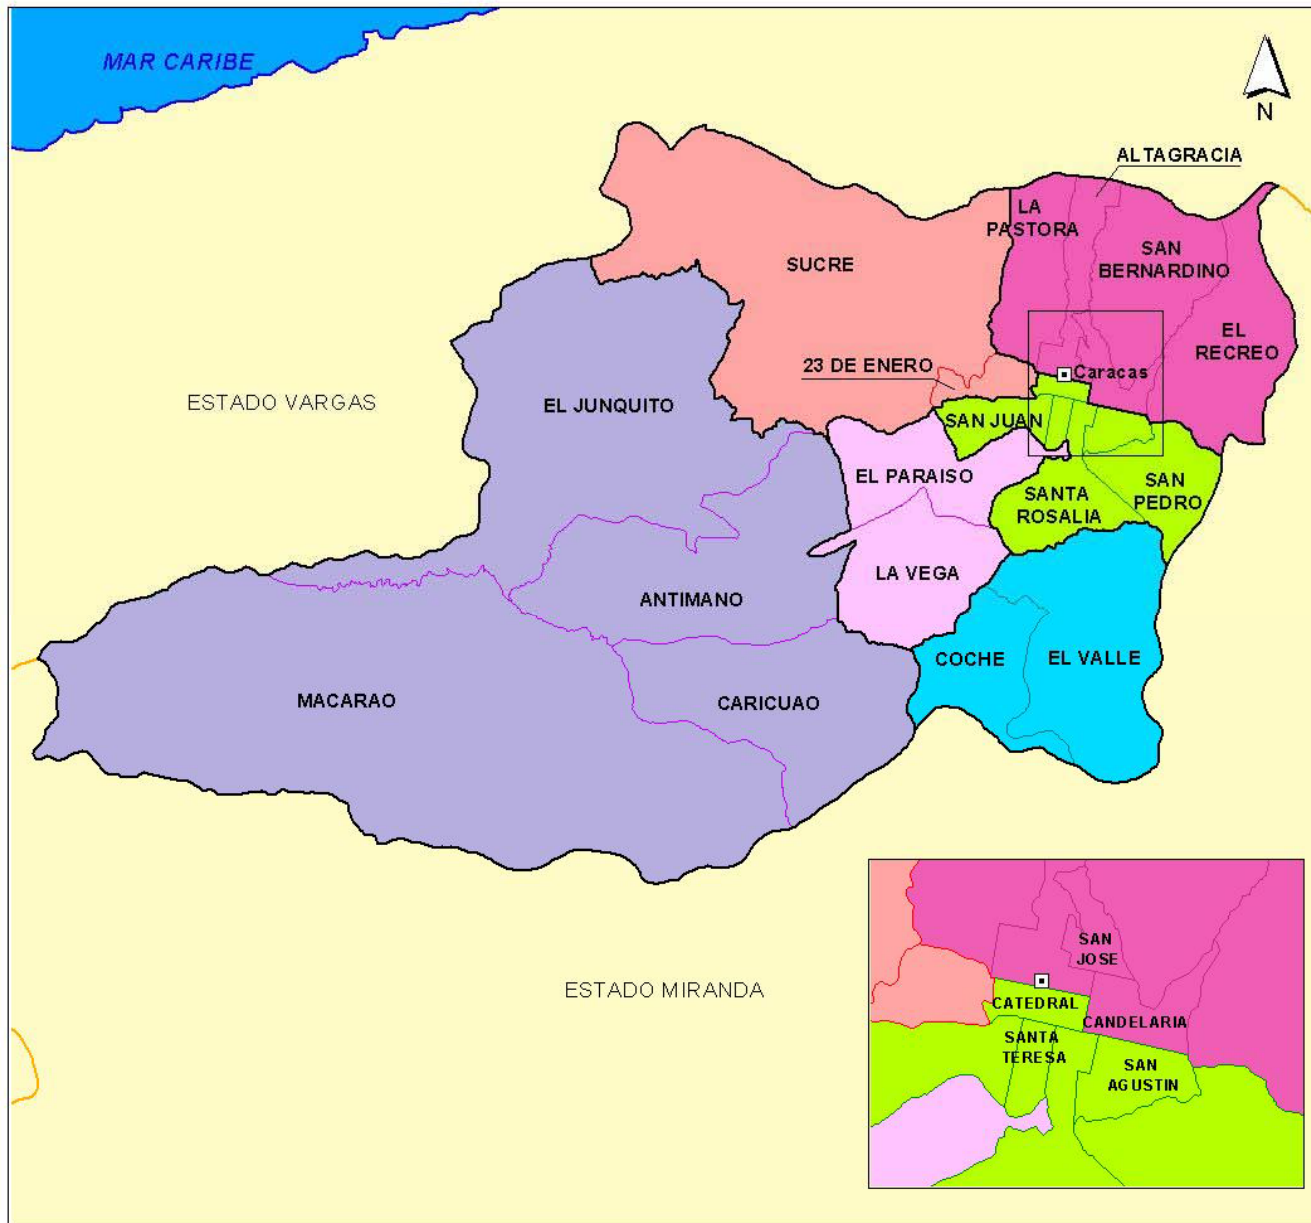 MAR CARIBE
N
ALTAGRACIA
LA
PASTORA
SAN
BERNARDINO
SUCRE
EL
RECREO
23 DE ENERO
Caracas
ESTADO VARGAS
EL JUNQUITO
SAN JUAN
EL PARAISO
SANTA
ROSALIA
SAN
PEDRO
LA VEGA
ANTIMANO
COCHE
EL VALLE
MACARAO
CARICUAO
ESTADO MIRANDA
SAN
JOSE
CATEDRAL
CANDELARIA
SANTA
TERESA
SAN
AGUSTIN